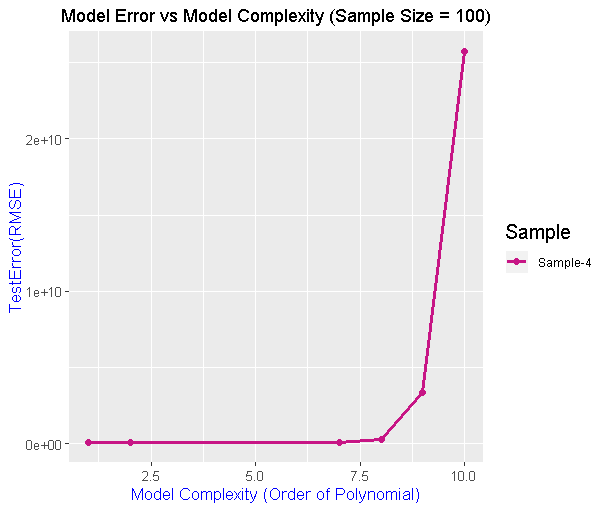 Model Error vs Model Complexity (Sample Size = 100)
TestError(RMSE)
2e+10
1e+10
0e+00
2.5 5.0 7.5 10.0
Model Complexity (Order of Polynomial)
Sample
Sample-4